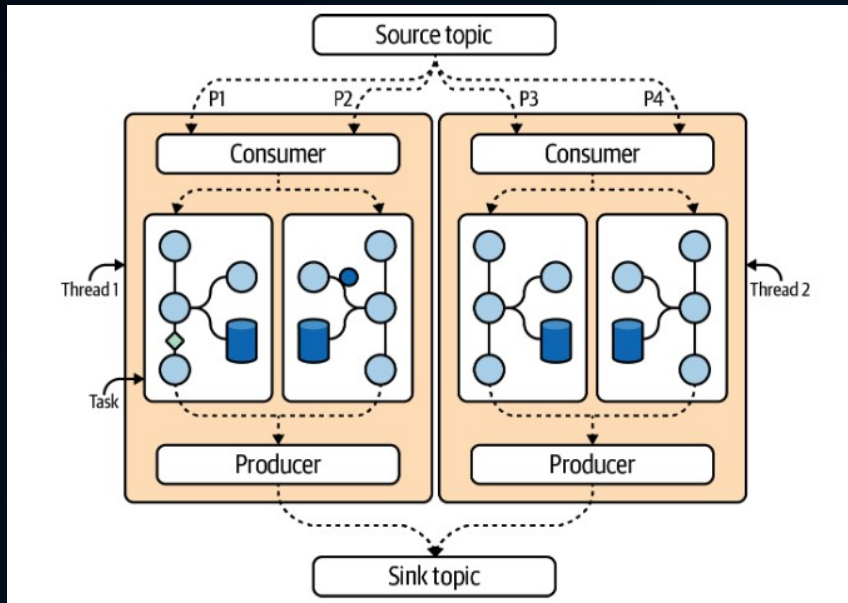 Source topic
P1
P2
P3
P4
Consumer
Consumer
Thread 1
Thread 2
Task
Producer
Producer
Sink topic